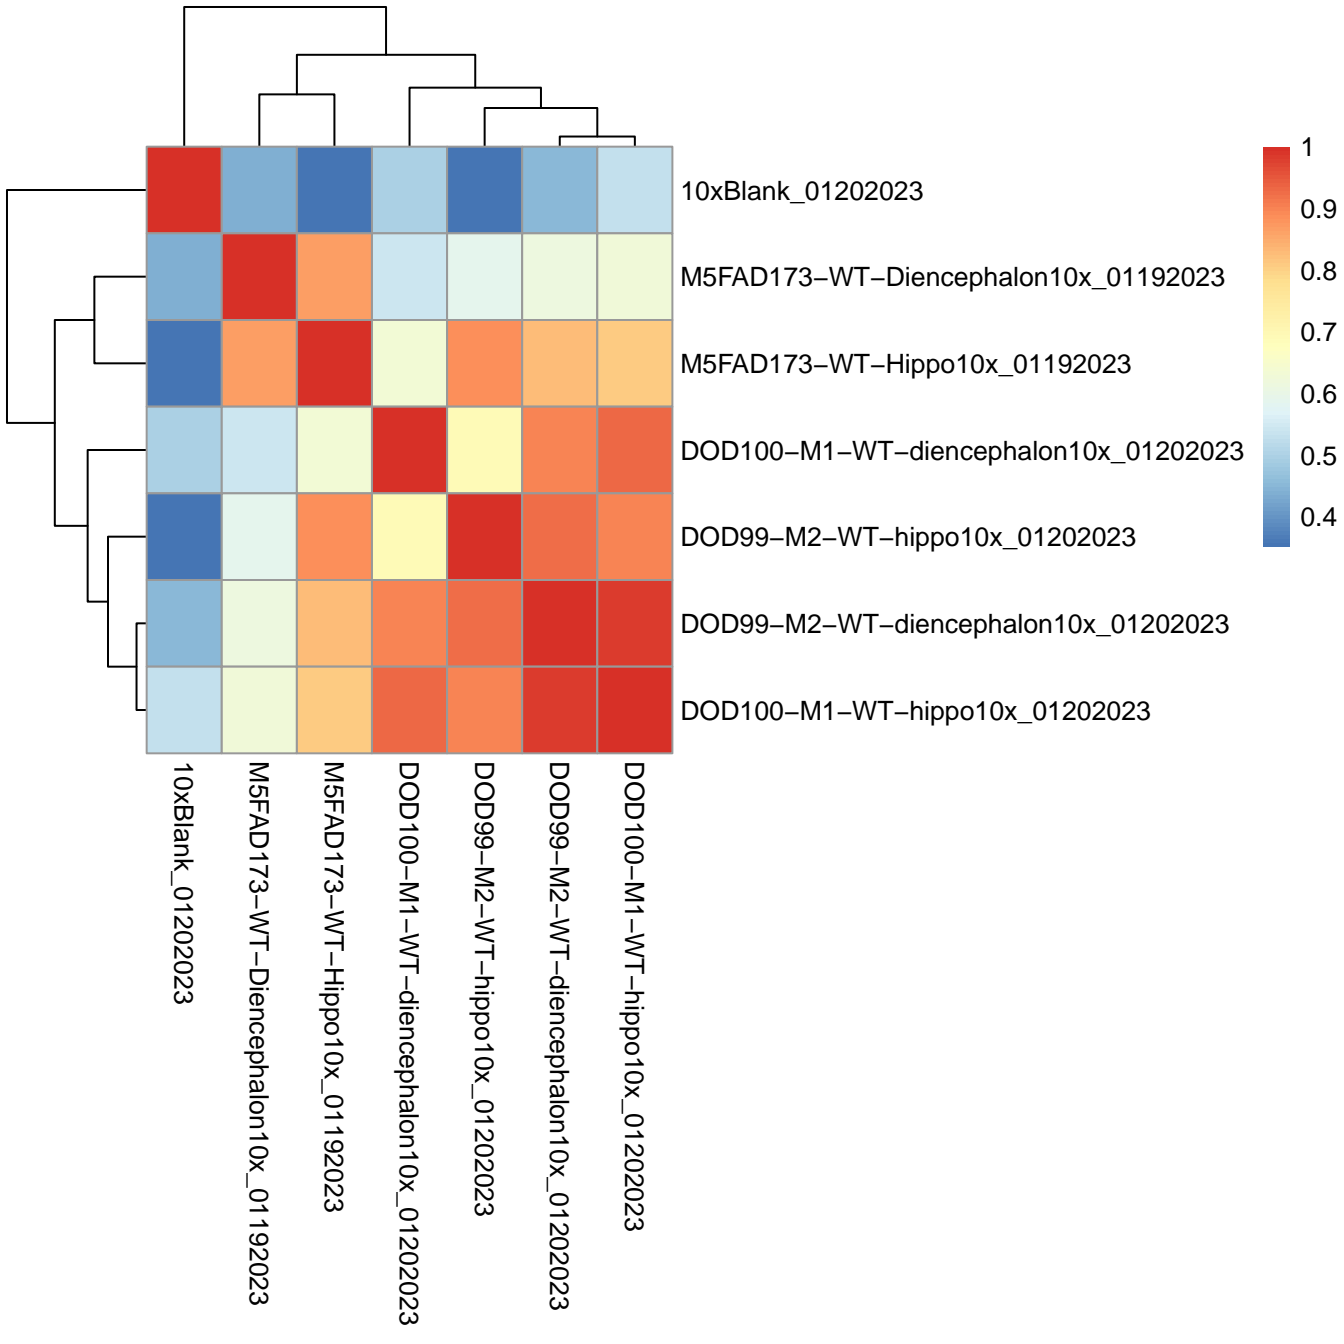 1
0.9
0.8
0.7
0.6
0.5
0.4
10xBlank_01202023
M5FAD173−WT−Diencephalon10x_01192023
M5FAD173−WT−Hippo10x_01192023
DOD100−M1−WT−diencephalon10x_01202023
DOD99−M2−WT−hippo10x_01202023
DOD99−M2−WT−diencephalon10x_01202023
DOD100−M1−WT−hippo10x_01202023
10xBlank_01202023
M5FAD173−WT−Diencephalon10x_01192023
M5FAD173−WT−Hippo10x_01192023
DOD100−M1−WT−diencephalon10x_01202023
DOD99−M2−WT−hippo10x_01202023
DOD99−M2−WT−diencephalon10x_01202023
DOD100−M1−WT−hippo10x_01202023